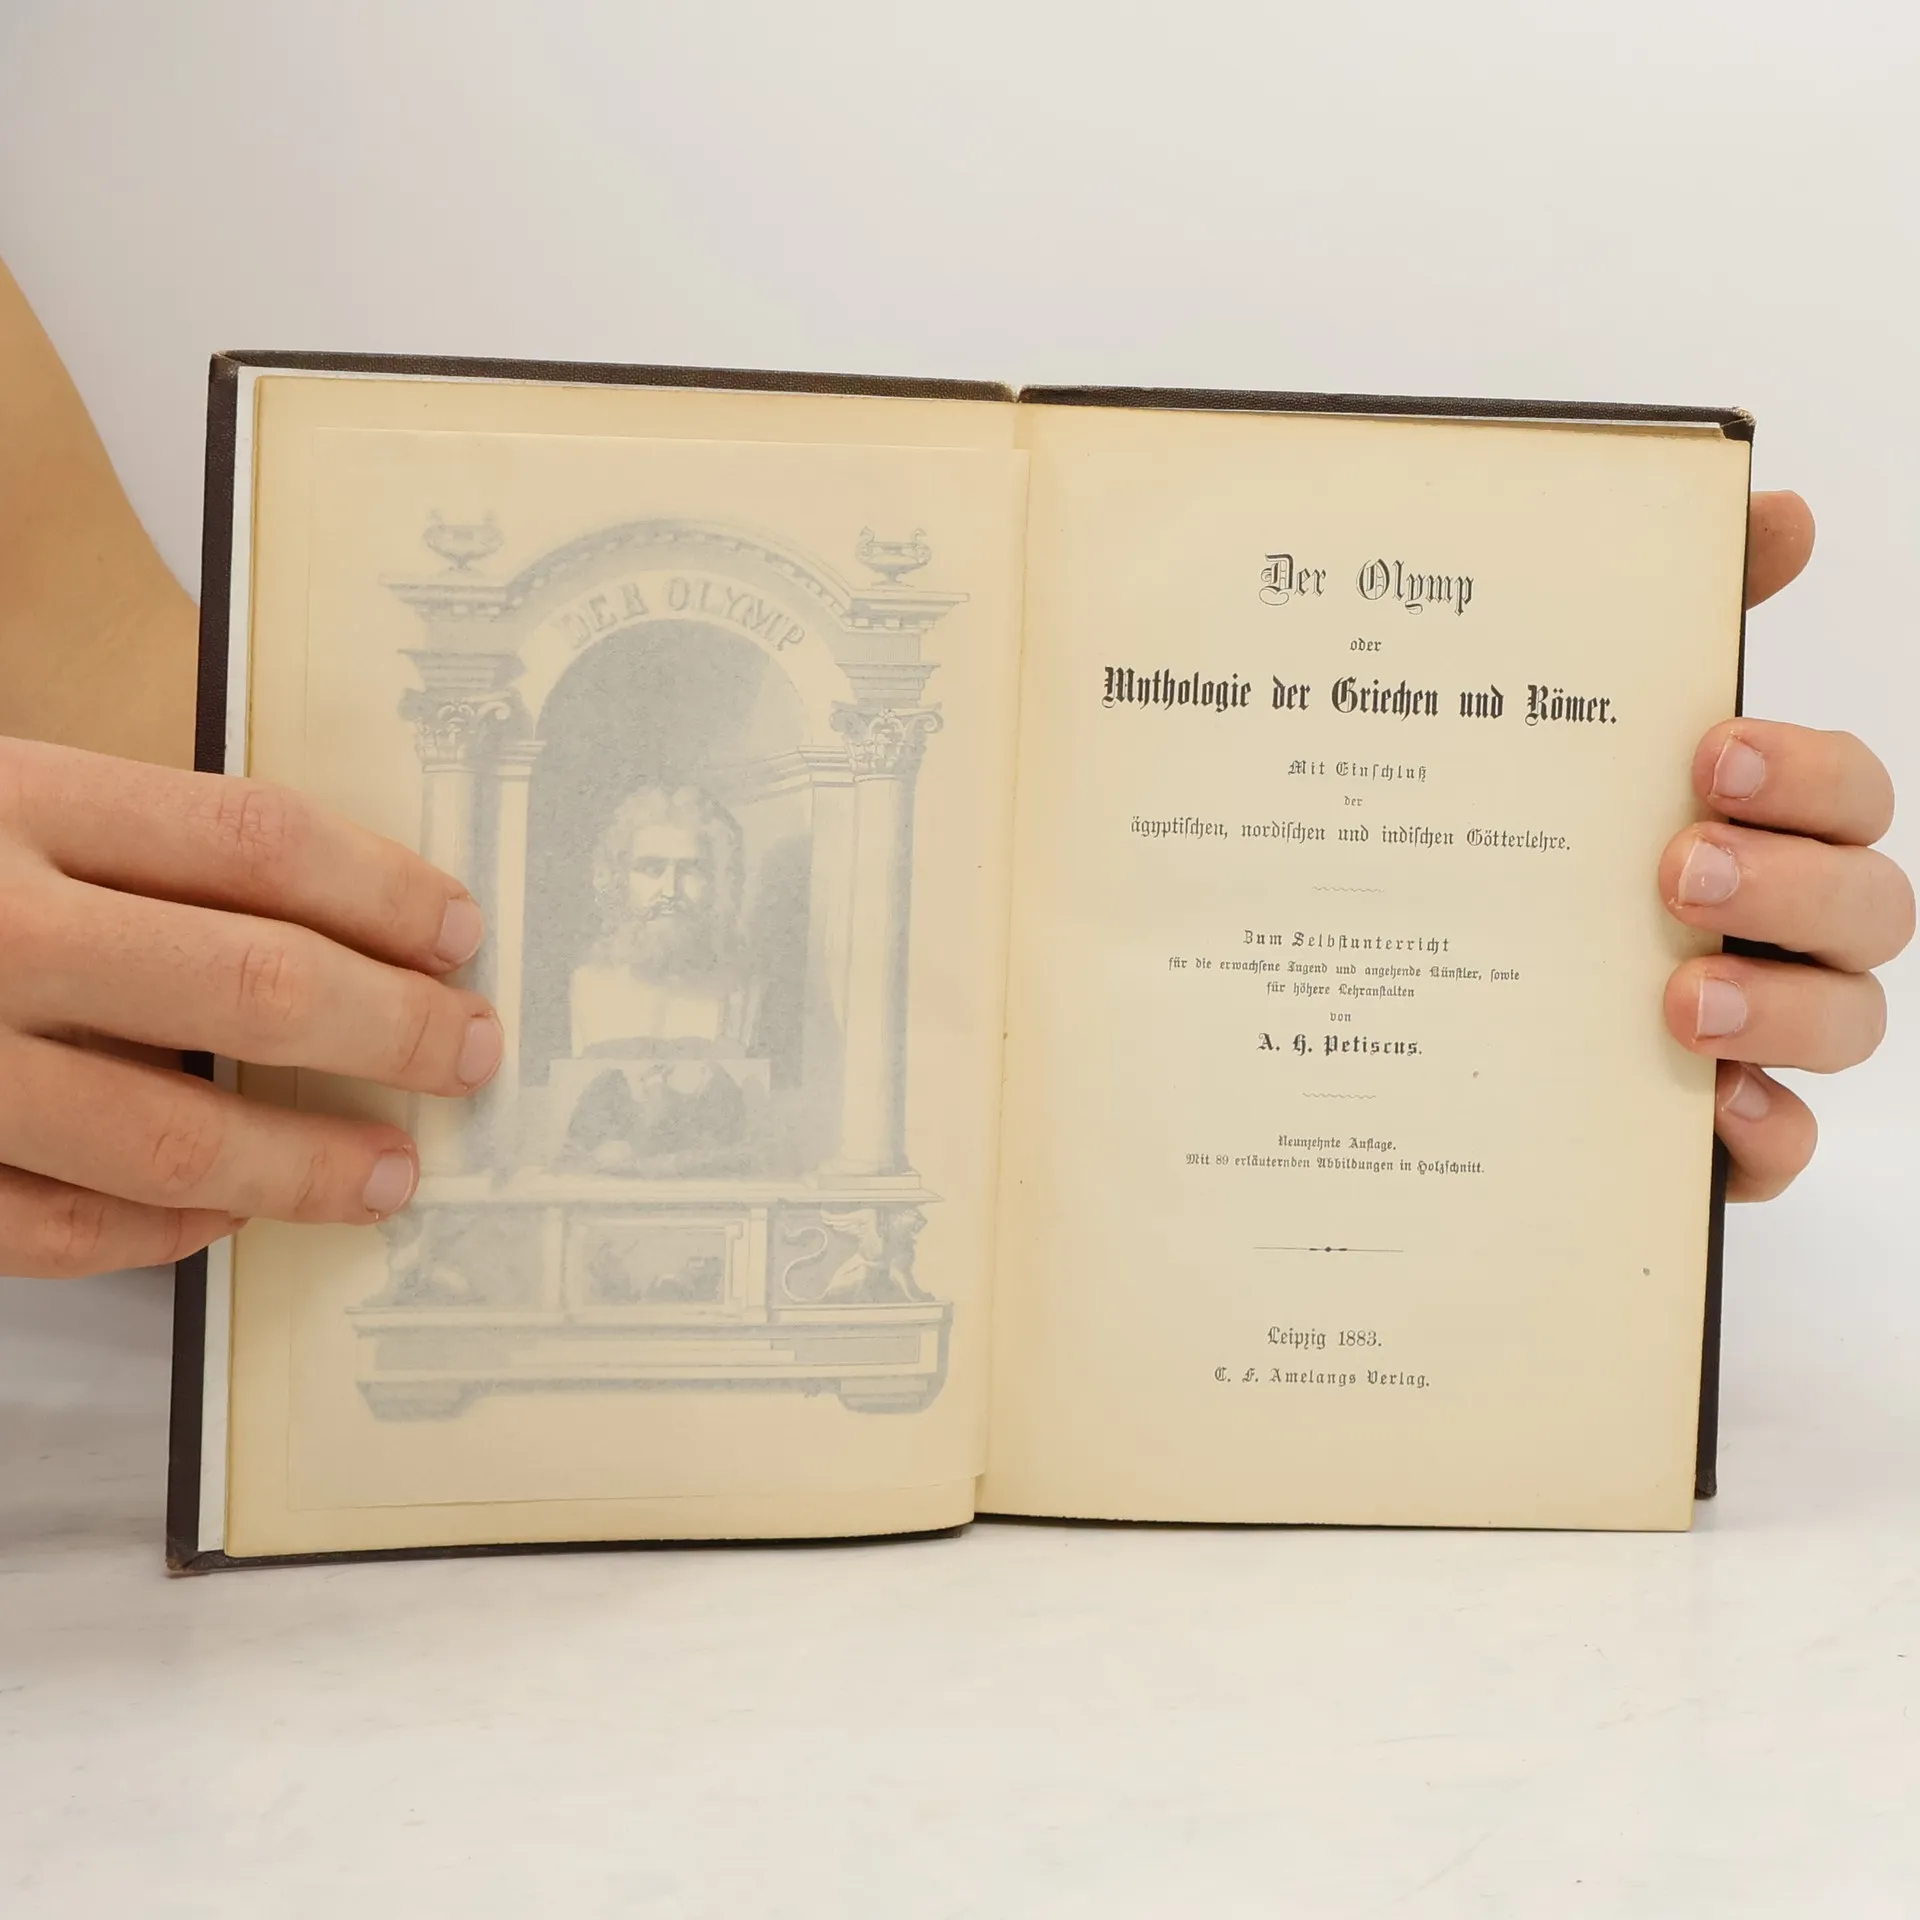 DER OLYMP
Der Olymp
oder
Mythologie der Griechen und Römer.
Mit Einſchluß
der
ägyptiſchen, nordiſchen und indiſchen Götterlehre.
Zum Selbſtunterricht
für die erwachſene Jugend und angehende Künſtler, ſowie
für höhere Lehranſtalten
von
A. H. Petiscus.
Neunzehnte Auflage.
Mit 89 erläuternden Abbildungen in Holzſchnitt.
Leipzig 1883.
C. F. Amelangs Verlag.